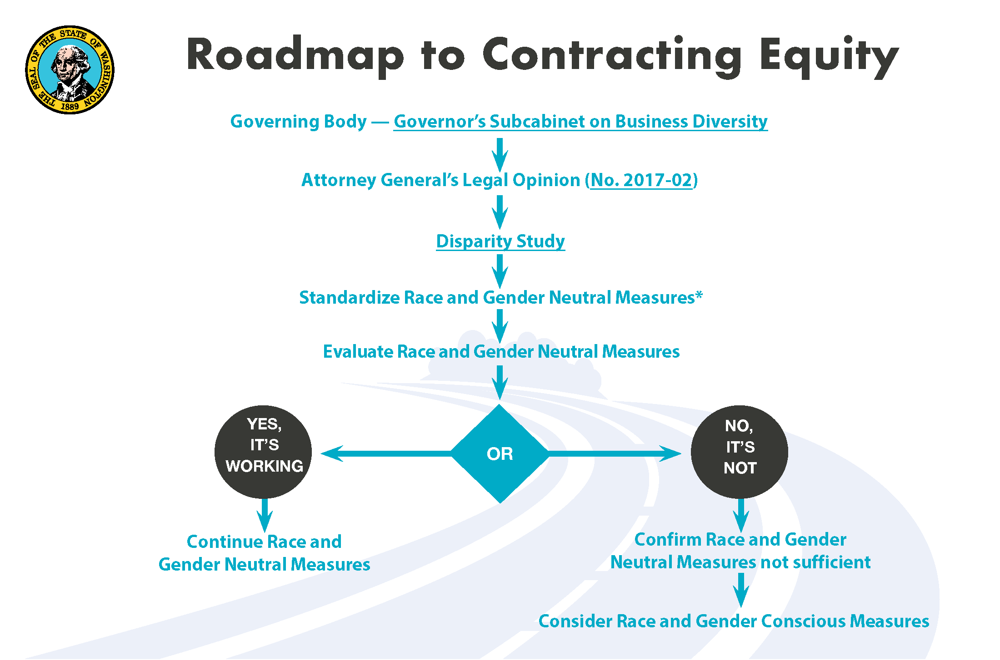 THE SEAL OF THE STATE OF WASHINGTON
1889
Roadmap to Contracting Equity
Governing Body — Governor’s Subcabinet on Business Diversity
Attorney General’s Legal Opinion (No. 2017-02)
Disparity Study
Standardize Race and Gender Neutral Measures*
Evaluate Race and Gender Neutral Measures
YES,
IT’S
WORKING
OR
NO,
IT’S
NOT
Continue Race and
Gender Neutral Measures
Confirm Race and Gender
Neutral Measures not sufficient
Consider Race and Gender Conscious Measures